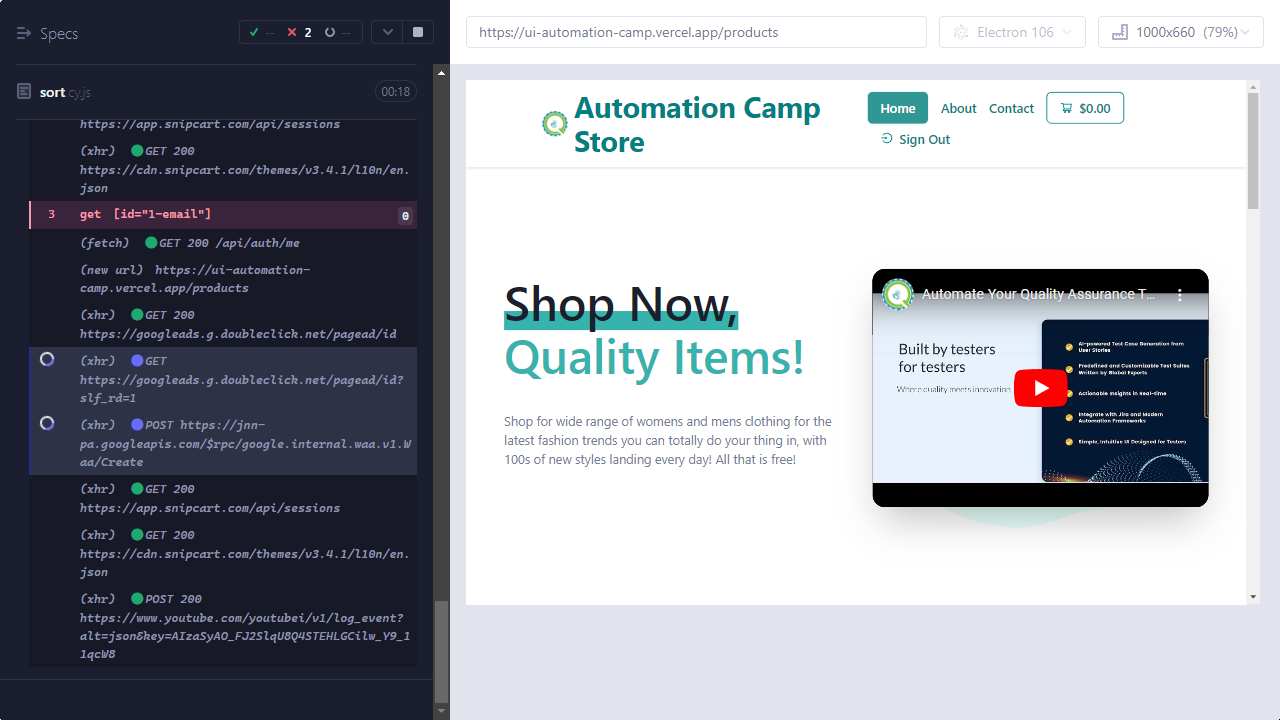 Specs
-- 2 --
sort.cy.js 00:18
https://app.snipcart.com/api/sessions
(xhr) GET 200
https://cdn.snipcart.com/themes/v3.4.1/l10n/en.
json
3 get [id="1-email"] 0
(fetch) GET 200 /api/auth/me
(new url) https://ui-automation-
camp.vercel.app/products
(xhr) GET 200
https://googleads.g.doubleclick.net/pagead/id
(xhr) GET
https://googleads.g.doubleclick.net/pagead/id?
slf_rd=1
(xhr) POST https://jnn-
pa.googleapis.com/$rpc/google.internal.waa.v1.W
aa/Create
(xhr) GET 200
https://app.snipcart.com/api/sessions
(xhr) GET 200
https://cdn.snipcart.com/themes/v3.4.1/l10n/en.
json
(xhr) POST 200
https://www.youtube.com/youtubei/v1/log_event?
alt=json&key=AIzaSyAO_FJ2SlqU8Q4STEHLGCilw_Y9_1
1qcW8
https://ui-automation-camp.vercel.app/products
Electron 106
1000x660 (79%)
Automation Camp
Store
Home About Contact $0.00
Sign Out
Shop Now,
Quality Items!
Shop for wide range of womens and mens clothing for the
latest fashion trends you can totally do your thing in, with
100s of new styles landing every day! All that is free!
Automate Your Quality Assurance T...
Built by testers
for testers
Where quality meets innovation
AI-powered Test Case Generation from
User Stories
Predefined and Customizable Test Suites
Written by Global Experts
Actionable Insights in Real-time
Integrate with Jira and Modern
Automation Frameworks
Simple, Intuitive UI Designed for Testers